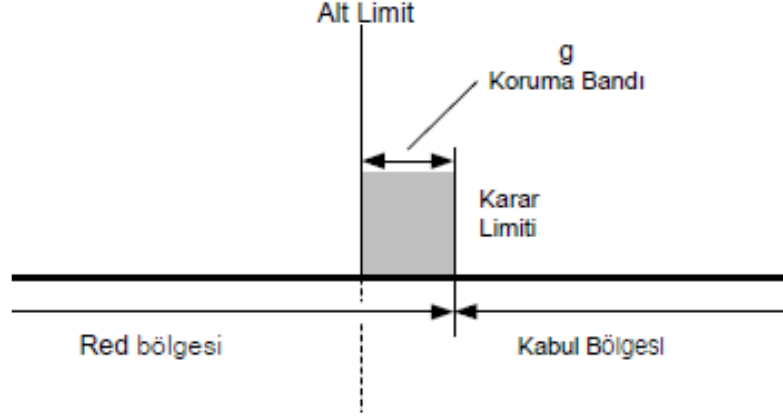 Alt Limit
g
Koruma Bandı
Karar
Limiti
Red bölgesi
Kabul Bölgesi